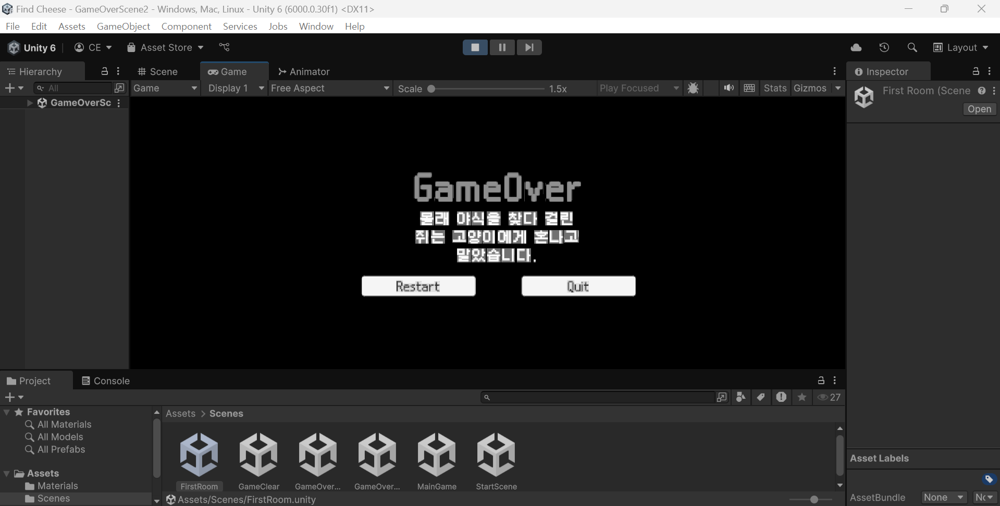 Find Cheese - GameOverScene2 - Windows, Mac, Linux - Unity 6 (6000.0.30f1) <DX11>
File Edit Assets GameObject Component Services Jobs Window Help
Unity 6 CE Asset Store Layout
Hierarchy Scene Game Animator Inspector
All Game Display 1 Free Aspect Scale 1.5x Play Focused Stats Gizmos First Room (Scene
GameOverSc Open
GameOver
몰래 야식을 찾다 걸린
쥐는 고양이에게 혼나고
말았습니다.
Restart Quit
Project Console
27
Favorites Assets > Scenes
All Materials
All Models
All Prefabs
Asset Labels
Assets
Materials FirstRoom GameClear GameOver... GameOver... MainGame StartScene
Scenes Assets/Scenes/FirstRoom.unity AssetBundle None